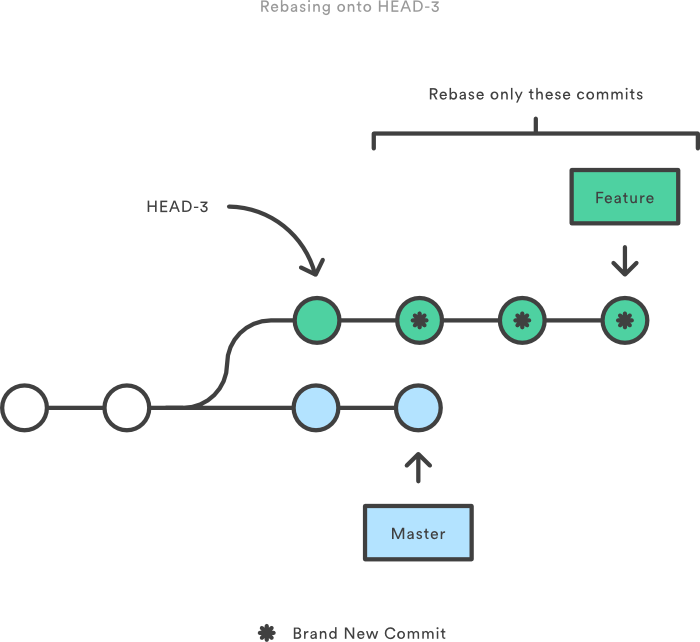 Rebasing onto HEAD-3
Rebase only these commits
Feature
HEAD-3
Master
Brand New Commit